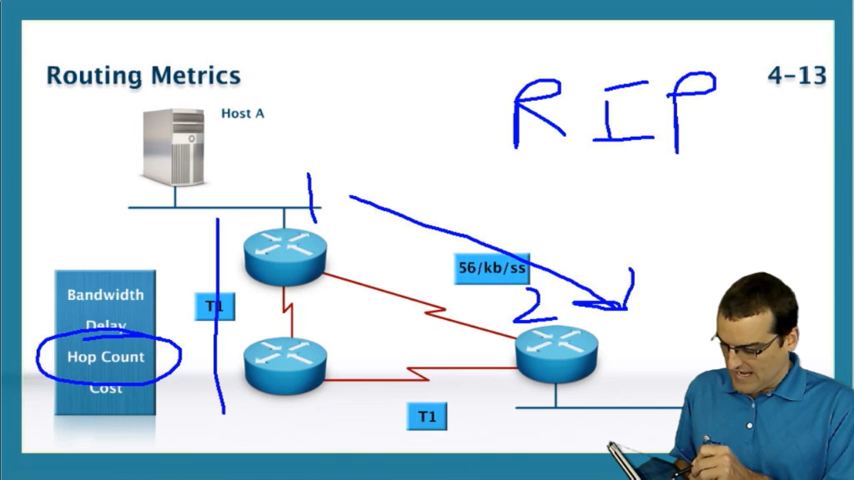 Routing Metrics
RIP
4-13
Host A
1
56/kb/ss
Bandwidth
T1
2
Delay
Hop Count
Cost
T1